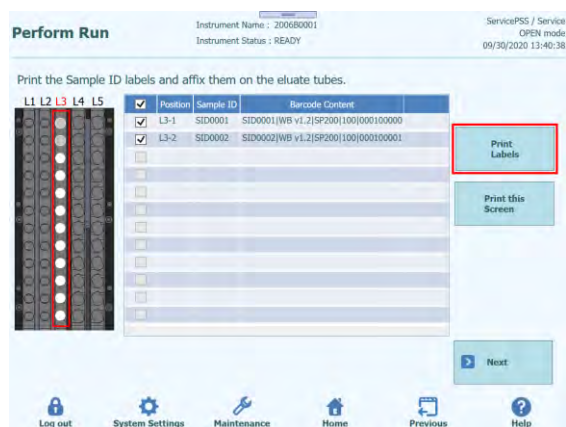 Perform Run
Instrument Name : 2006B0001
Instrument Status : READY
ServicePSS / Service
OPEN mode
09/30/2020 13:40:38
Print the Sample ID labels and affix them on the eluate tubes.
L1 L2 L3 L4 L5
Position Sample ID Barcode Content
L3-1 SID0001 SID0001|WB v1.2|SP200|100|000100000
L3-2 SID0002 SID0002|WB v1.2|SP200|100|000100001
Print
Labels
Print this
Screen
Next
Log out System Settings Maintenance Home Previous Help